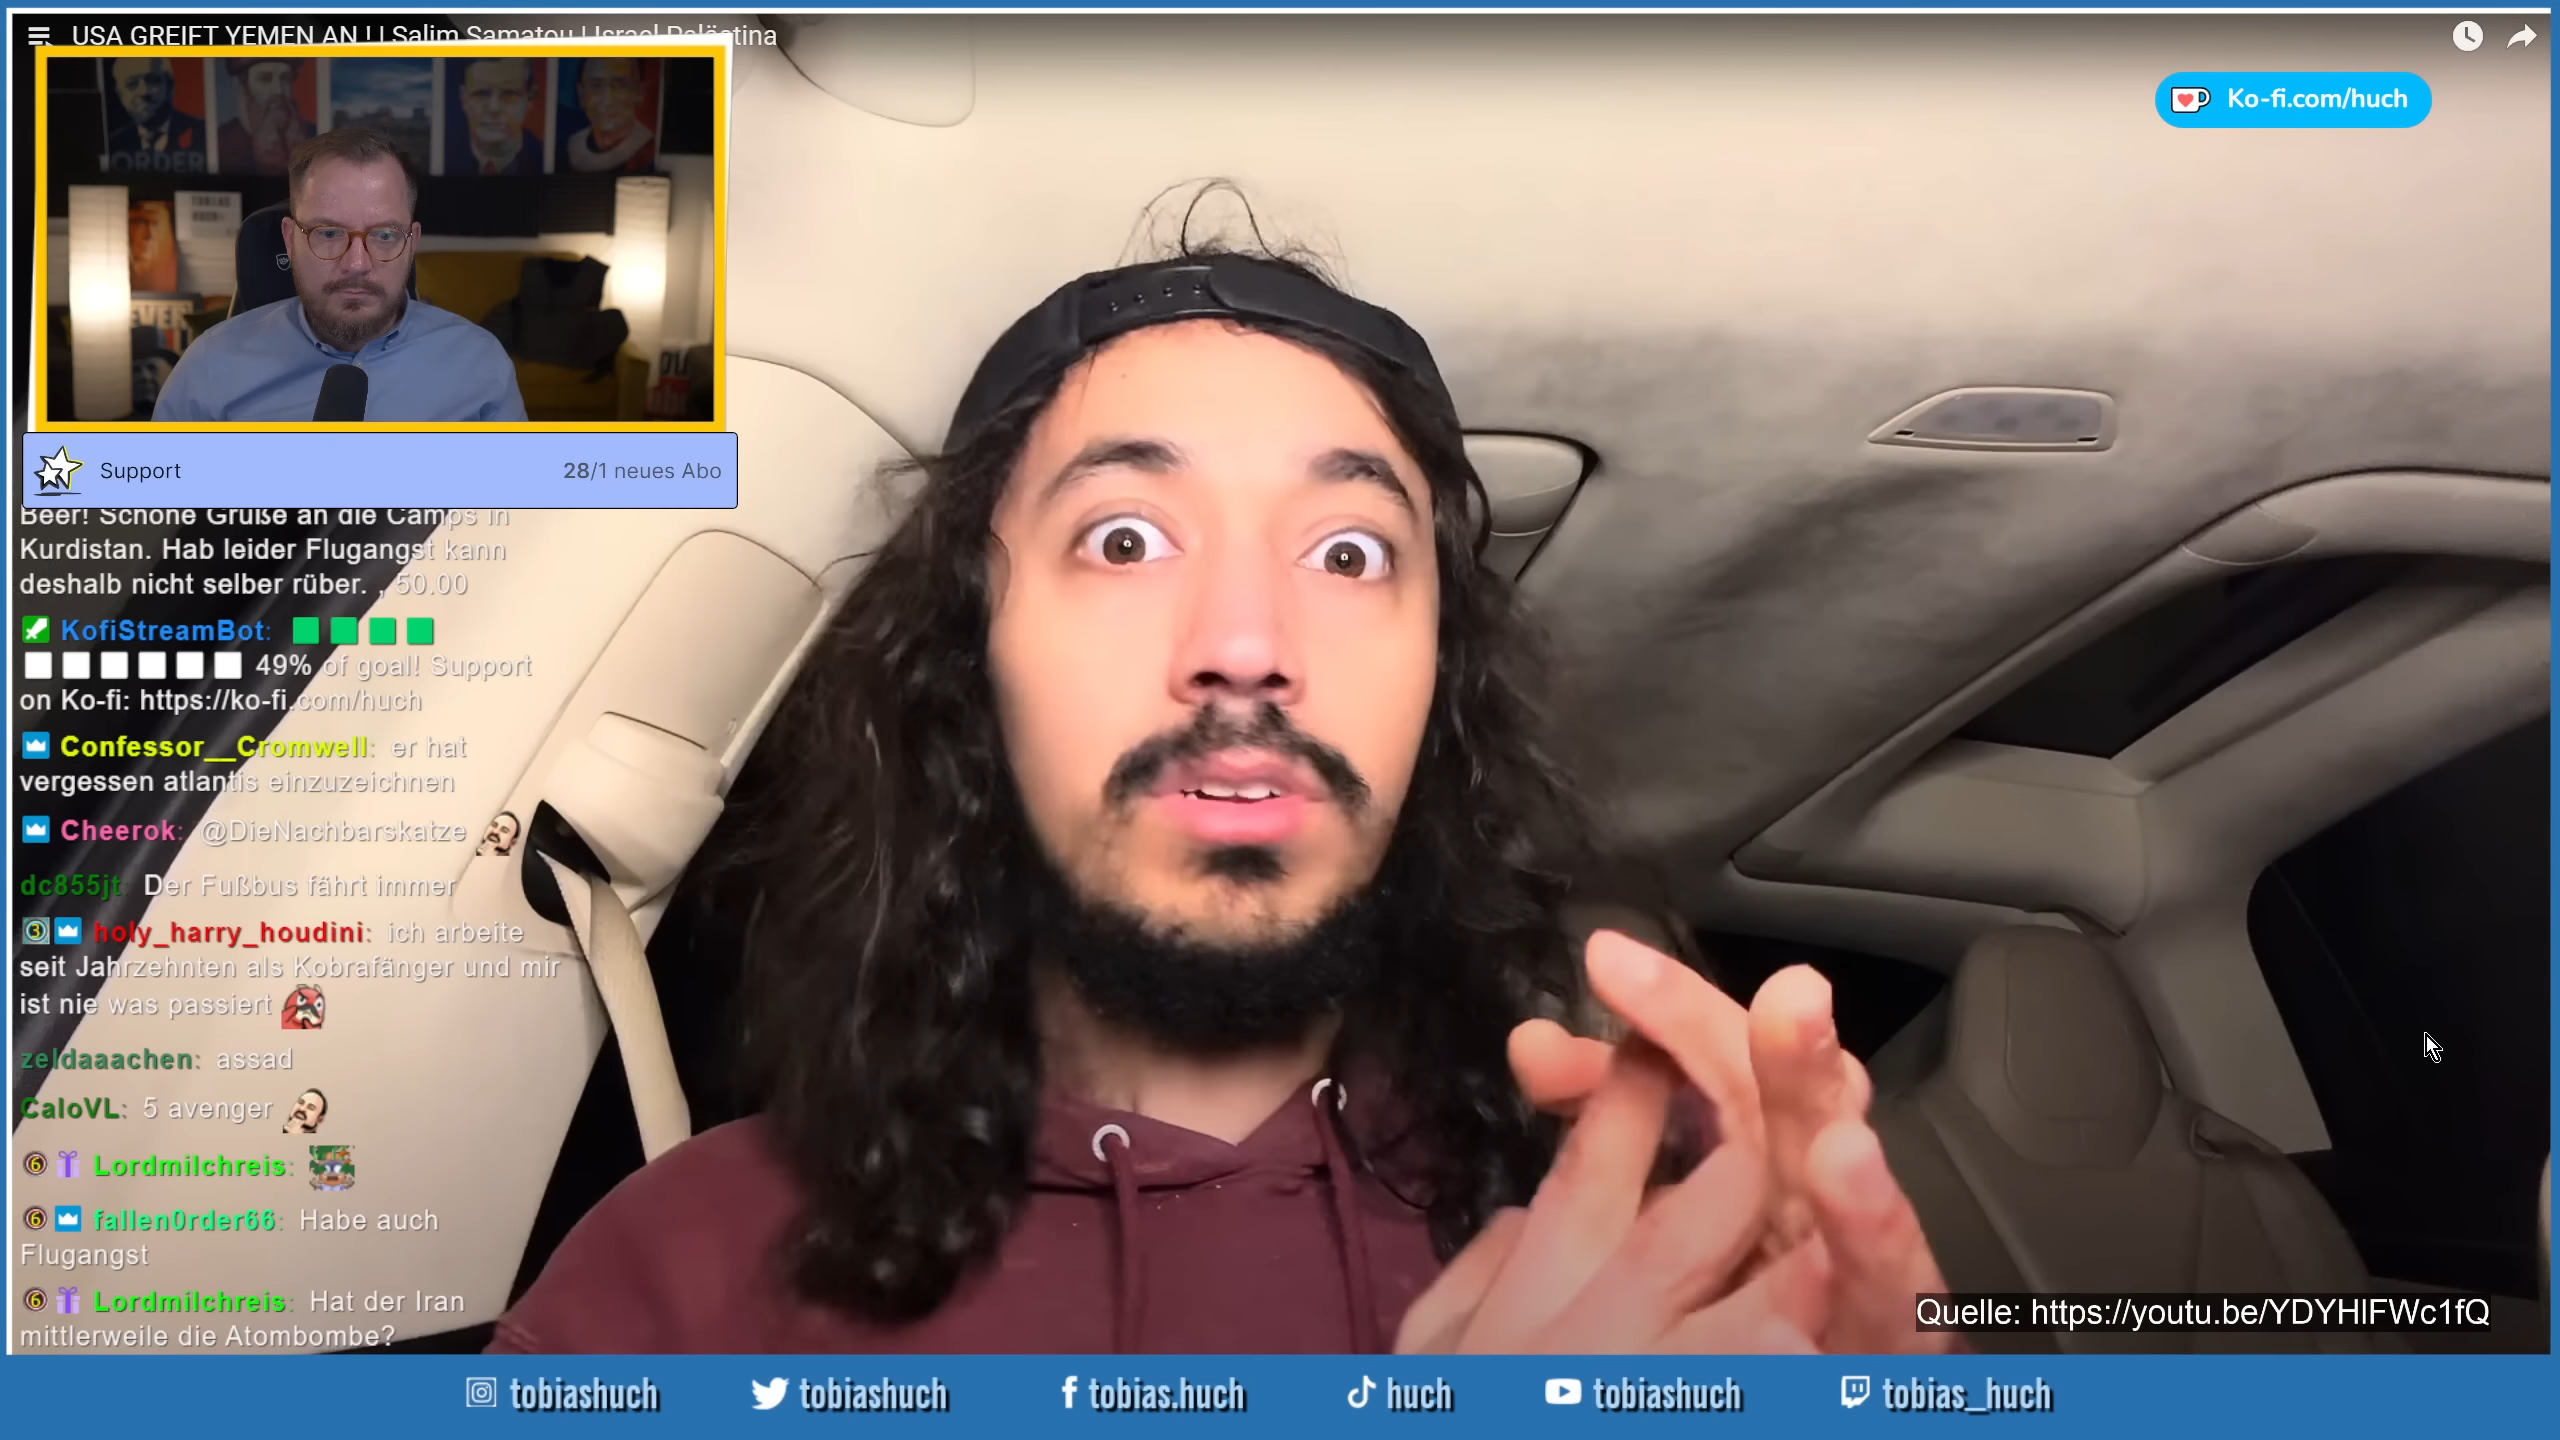 USA GREIFT YEMEN AN ! | Salim Samatou | Israel Palästina
Ko-fi.com/huch
ORDER
TOBIAS
HUCH
Support
28/1 neues Abo
Beer! Schöne Grüße an die Camps in
Kurdistan. Hab leider Flugangst kann
deshalb nicht selber rüber. , 50.00
KofiStreamBot:
49% of goal! Support
on Ko-fi: https://ko-fi.com/huch
Confessor__Cromwell: er hat
vergessen atlantis einzuzeichnen
Cheerok: @DieNachbarskatze
dc855jt: Der Fußbus fährt immer
holy_harry_houdini: ich arbeite
seit Jahrzehnten als Kobrafänger und mir
ist nie was passiert
zeldaaachen: assad
CaloVL: 5 avenger
Lordmilchreis:
fallen0rder66: Habe auch
Flugangst
Lordmilchreis: Hat der Iran
mittlerweile die Atombombe?
Quelle: https://youtu.be/YDYHlFWc1fQ
tobiashuch
tobiashuch
tobias.huch
huch
tobiashuch
tobias_huch